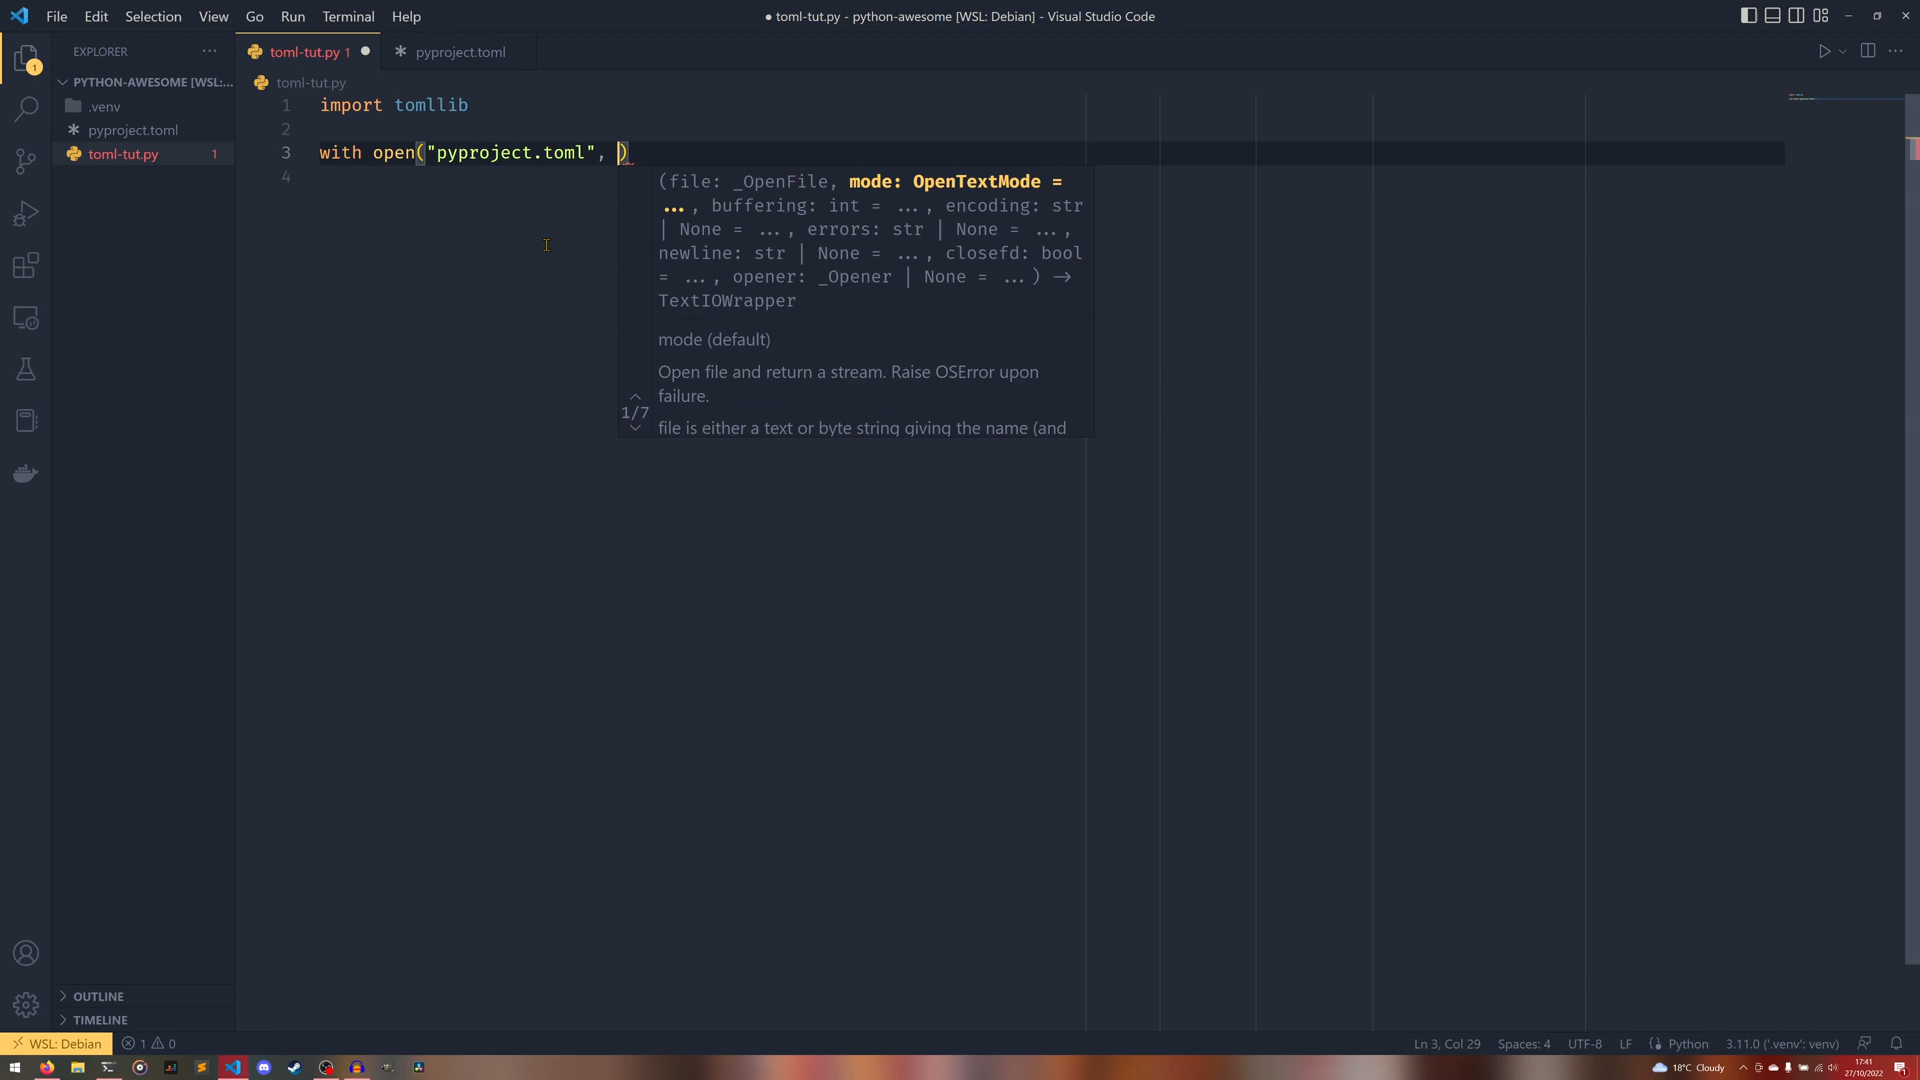 File Edit Selection View Go Run Terminal Help
● toml-tut.py - python-awesome [WSL: Debian] - Visual Studio Code
EXPLORER
toml-tut.py 1
pyproject.toml
PYTHON-AWESOME [WSL:...
toml-tut.py
.venv
pyproject.toml
toml-tut.py 1
1 import tomllib
2
3 with open("pyproject.toml", )
4
(file: _OpenFile, mode: OpenTextMode =
..., buffering: int = ..., encoding: str
| None = ..., errors: str | None = ...,
newline: str | None = ..., closefd: bool
= ..., opener: _Opener | None = ...) ->
TextIOWrapper
mode (default)
Open file and return a stream. Raise OSError upon
failure.
1/7
file is either a text or byte string giving the name (and
1
OUTLINE
TIMELINE
WSL: Debian 1 0
Ln 3, Col 29 Spaces: 4 UTF-8 LF Python 3.11.0 ('.venv': venv)
18°C Cloudy
17:41
27/10/2022